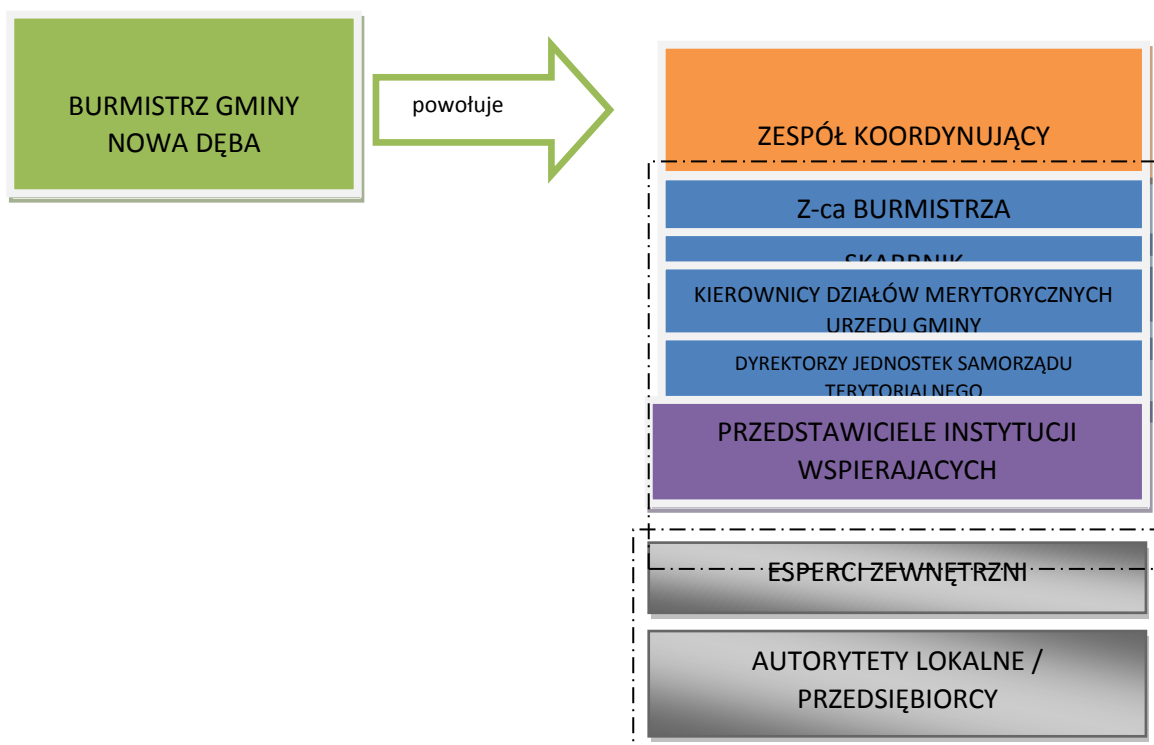 BURMISTRZ GMINY
NOWA DĘBA
powołuje
ZESPÓŁ KOORDYNUJĄCY
Z-ca BURMISTRZA
SKARBNIK
KIEROWNICY DZIAŁÓW MERYTORYCZNYCH
URZEDU GMINY
DYREKTORZY JEDNOSTEK SAMORZĄDU
TERYTORIALNEGO
PRZEDSTAWICIELE INSTYTUCJI
WSPIERAJACYCH
ESPERCI ZEWNĘTRZNI
AUTORYTETY LOKALNE /
PRZEDSIĘBIORCY